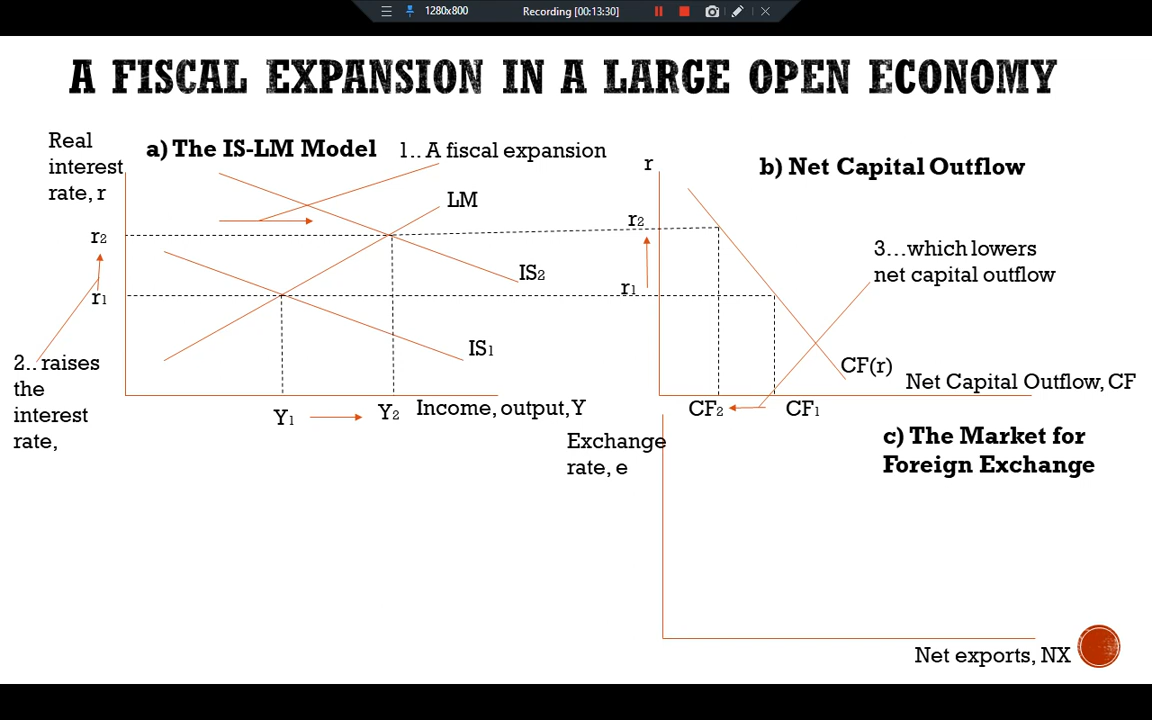 1280x800
Recording [00:13:30]
A FISCAL EXPANSION IN A LARGE OPEN ECONOMY
Real
interest
rate, r
a) The IS-LM Model
1.. A fiscal expansion
LM
r2
r1
IS2
IS1
2.. raises
the
interest
rate,
Y1
Y2
Income, output, Y
r
b) Net Capital Outflow
r2
r1
3...which lowers
net capital outflow
CF(r)
Net Capital Outflow, CF
CF2
CF1
Exchange
rate, e
c) The Market for
Foreign Exchange
Net exports, NX